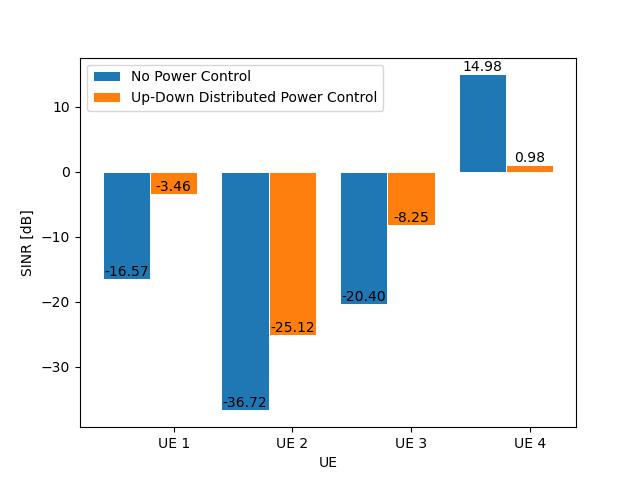 No Power Control
Up-Down Distributed Power Control
14.98
0.98
-3.46
-8.25
-16.57
-20.40
-25.12
-36.72
10
0
−10
−20
−30
SINR [dB]
UE 1 UE 2 UE 3 UE 4
UE